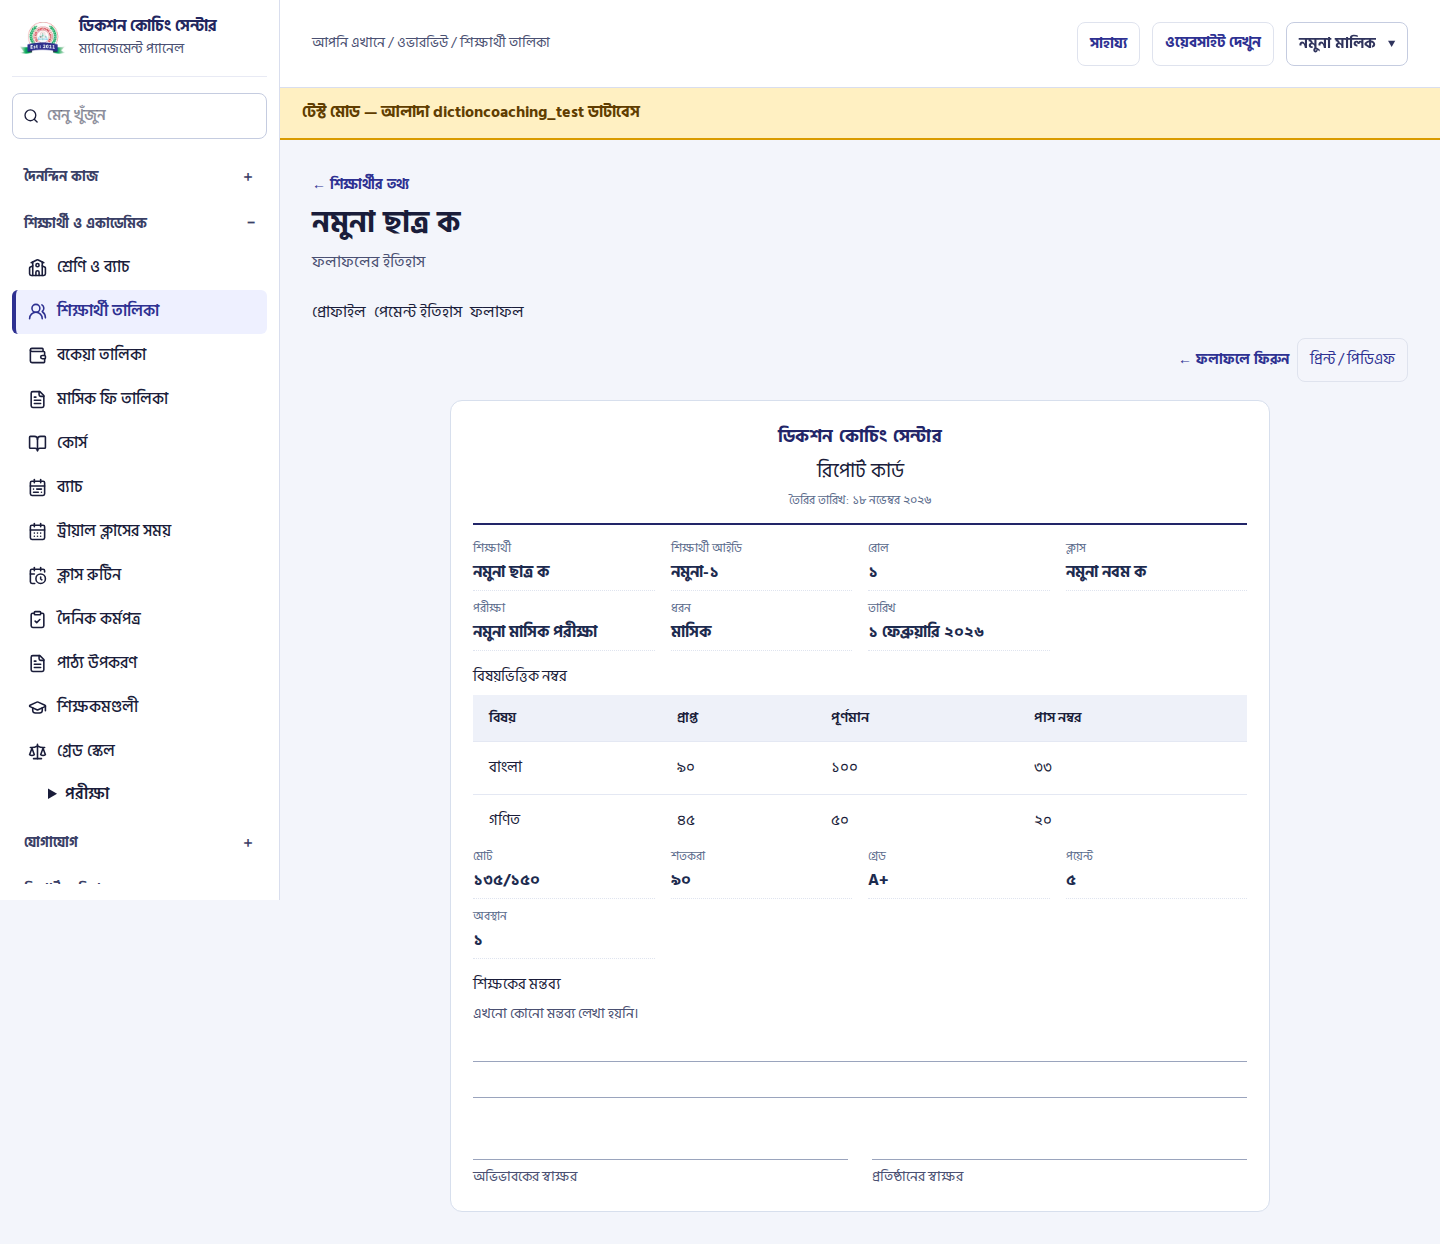 ডিকশন কোচিং সেন্টার
ম্যানেজমেন্ট প্যানেল
Est : 2011
মেনু খুঁজুন
দৈনন্দিন কাজ +
শিক্ষার্থী ও একাডেমিক −
শ্রেণি ও ব্যাচ
শিক্ষার্থী তালিকা
বকেয়া তালিকা
মাসিক ফি তালিকা
কোর্স
ব্যাচ
ট্রায়াল ক্লাসের সময়
ক্লাস রুটিন
দৈনিক কর্মপত্র
পাঠ্য উপকরণ
শিক্ষকমণ্ডলী
গ্রেড স্কেল
▶ পরীক্ষা
যোগাযোগ +
আপনি এখানে / ওভারভিউ / শিক্ষার্থী তালিকা
সাহায্য ওয়েবসাইট দেখুন নমুনা মালিক ▼
টেস্ট মোড — আলাদা dictioncoaching_test ডাটাবেস
← শিক্ষার্থীর তথ্য
নমুনা ছাত্র ক
ফলাফলের ইতিহাস
প্রোফাইল পেমেন্ট ইতিহাস ফলাফল
← ফলাফলে ফিরুন প্রিন্ট / পিডিএফ
ডিকশন কোচিং সেন্টার
রিপোর্ট কার্ড
তৈরির তারিখ: ১৮ নভেম্বর ২০২৬
শিক্ষার্থী শিক্ষার্থী আইডি রোল ক্লাস
নমুনা ছাত্র ক নমুনা-১ ১ নমুনা নবম ক
পরীক্ষা ধরন তারিখ
নমুনা মাসিক পরীক্ষা মাসিক ১ ফেব্রুয়ারি ২০২৬
বিষয়ভিত্তিক নম্বর
বিষয় প্রাপ্ত পূর্ণমান পাস নম্বর
বাংলা ৯০ ১০০ ৩৩
গণিত ৪৫ ৫০ ২০
মোট শতকরা গ্রেড পয়েন্ট
১৩৫/১৫০ ৯০ A+ ৫
অবস্থান
১
শিক্ষকের মন্তব্য
এখনো কোনো মন্তব্য লেখা হয়নি।
অভিভাবকের স্বাক্ষর প্রতিষ্ঠানের স্বাক্ষর